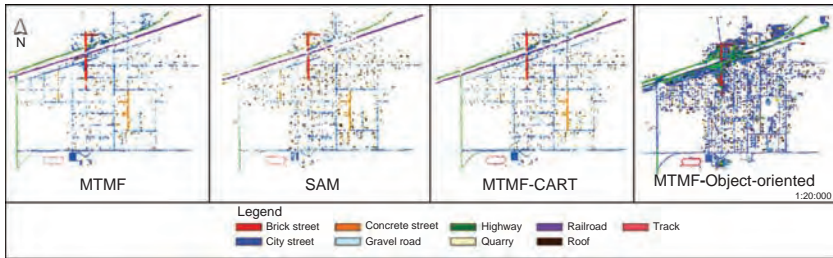 N
MTMF
SAM
MTMF-CART
MTMF-Object-oriented
1:20:000
Legend
Brick street Concrete street Highway Railroad Track
City street Gravel road Quarry Roof